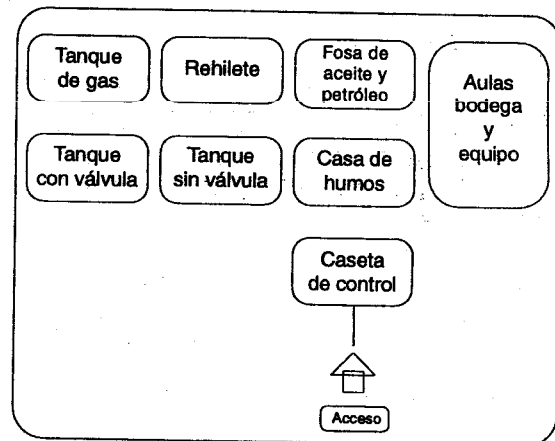 Tanque
de gas
Rehilete
Fosa de
aceite y
petróleo
Aulas
bodega
y
equipo
Tanque
con válvula
Tanque
sin válvula
Casa de
humos
Caseta
de control
Acceso